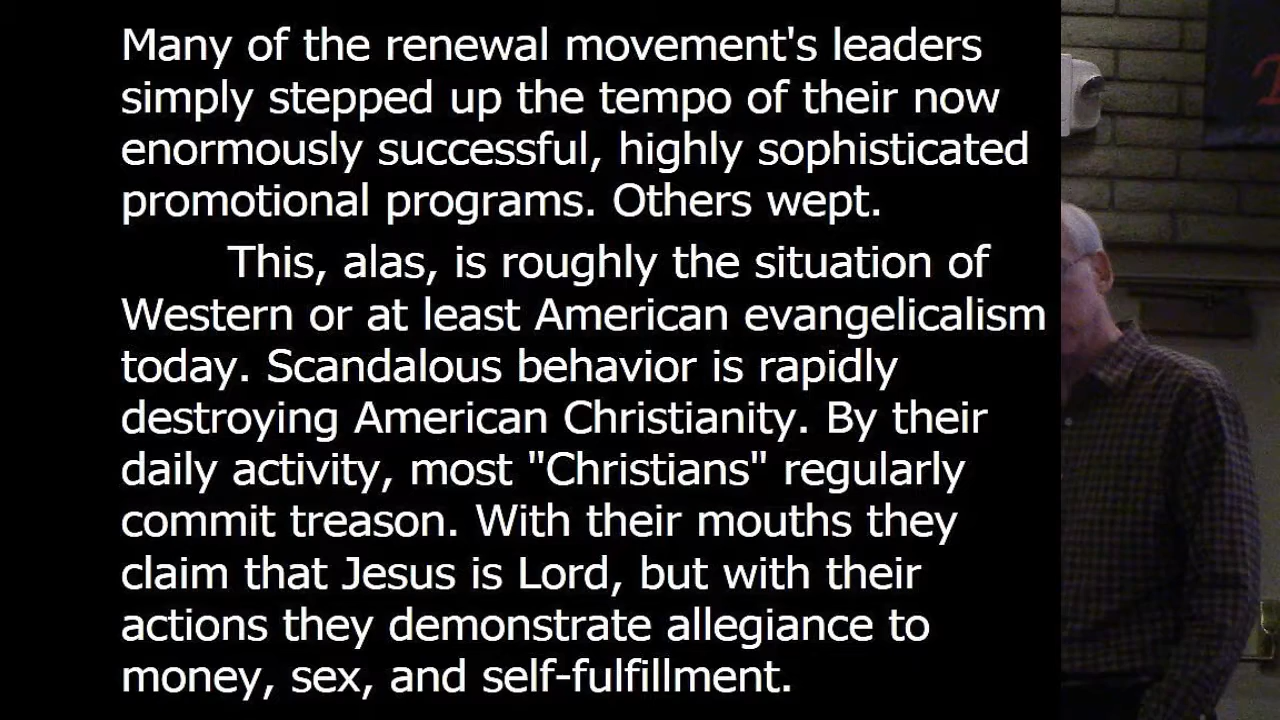 Many of the renewal movement's leaders
simply stepped up the tempo of their now
enormously successful, highly sophisticated
promotional programs. Others wept.
This, alas, is roughly the situation of
Western or at least American evangelicalism
today. Scandalous behavior is rapidly
destroying American Christianity. By their
daily activity, most "Christians" regularly
commit treason. With their mouths they
claim that Jesus is Lord, but with their
actions they demonstrate allegiance to
money, sex, and self-fulfillment.